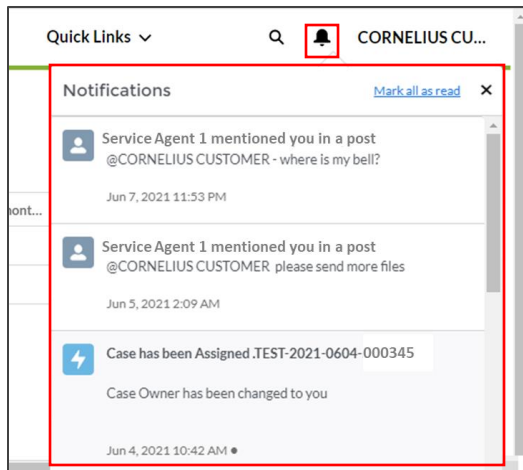 Quick Links
CORNELIUS CU...
Notifications
Mark all as read
Service Agent 1 mentioned you in a post
@CORNELIUS CUSTOMER - where is my bell?
Jun 7, 2021 11:53 PM
nont...
Service Agent 1 mentioned you in a post
@CORNELIUS CUSTOMER please send more files
Jun 5, 2021 2:09 AM
Case has been Assigned .TEST-2021-0604-000345
Case Owner has been changed to you
Jun 4, 2021 10:42 AM